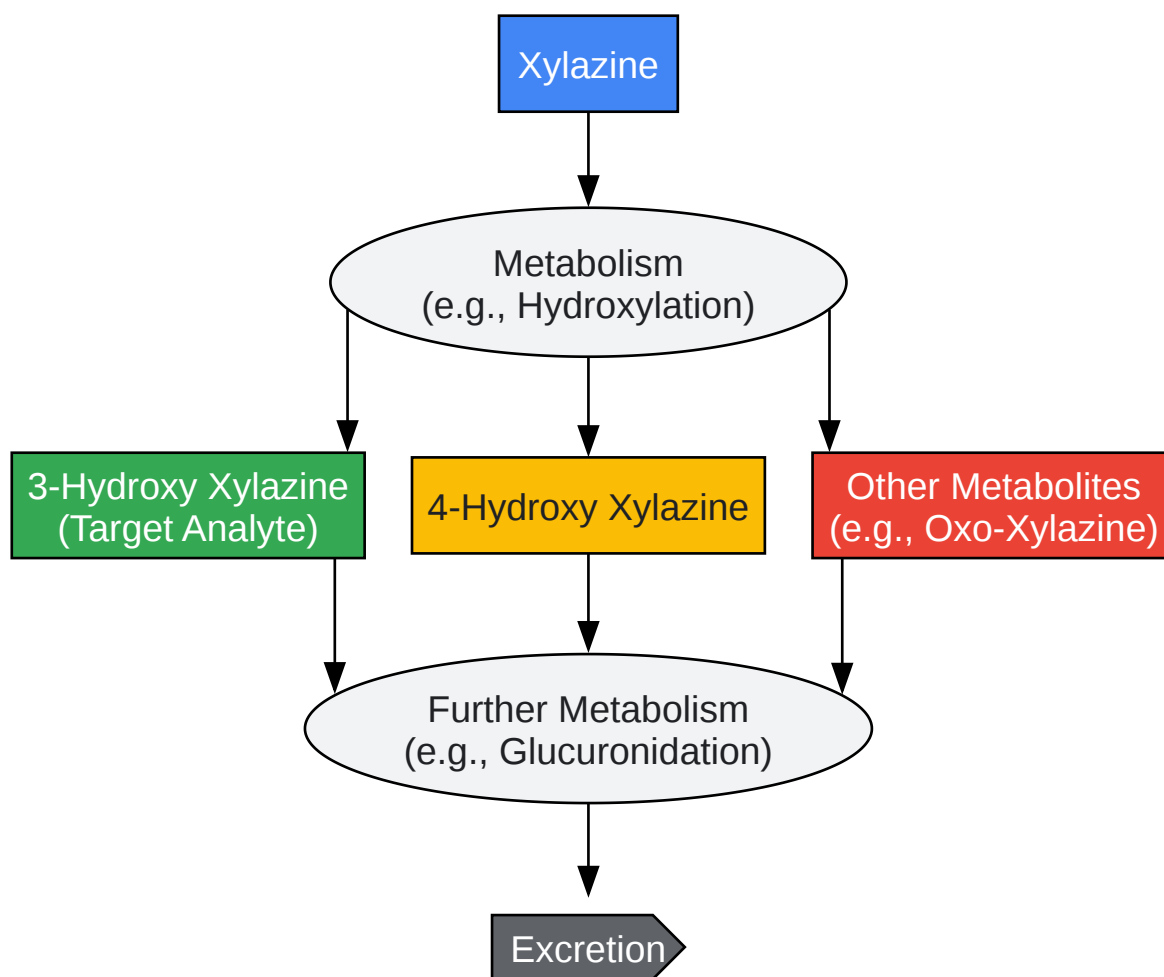 Xylazine
Metabolism
(e.g., Hydroxylation)
3-Hydroxy Xylazine
(Target Analyte)
4-Hydroxy Xylazine
Other Metabolites
(e.g., Oxo-Xylazine)
Further Metabolism
(e.g., Glucuronidation)
Excretion